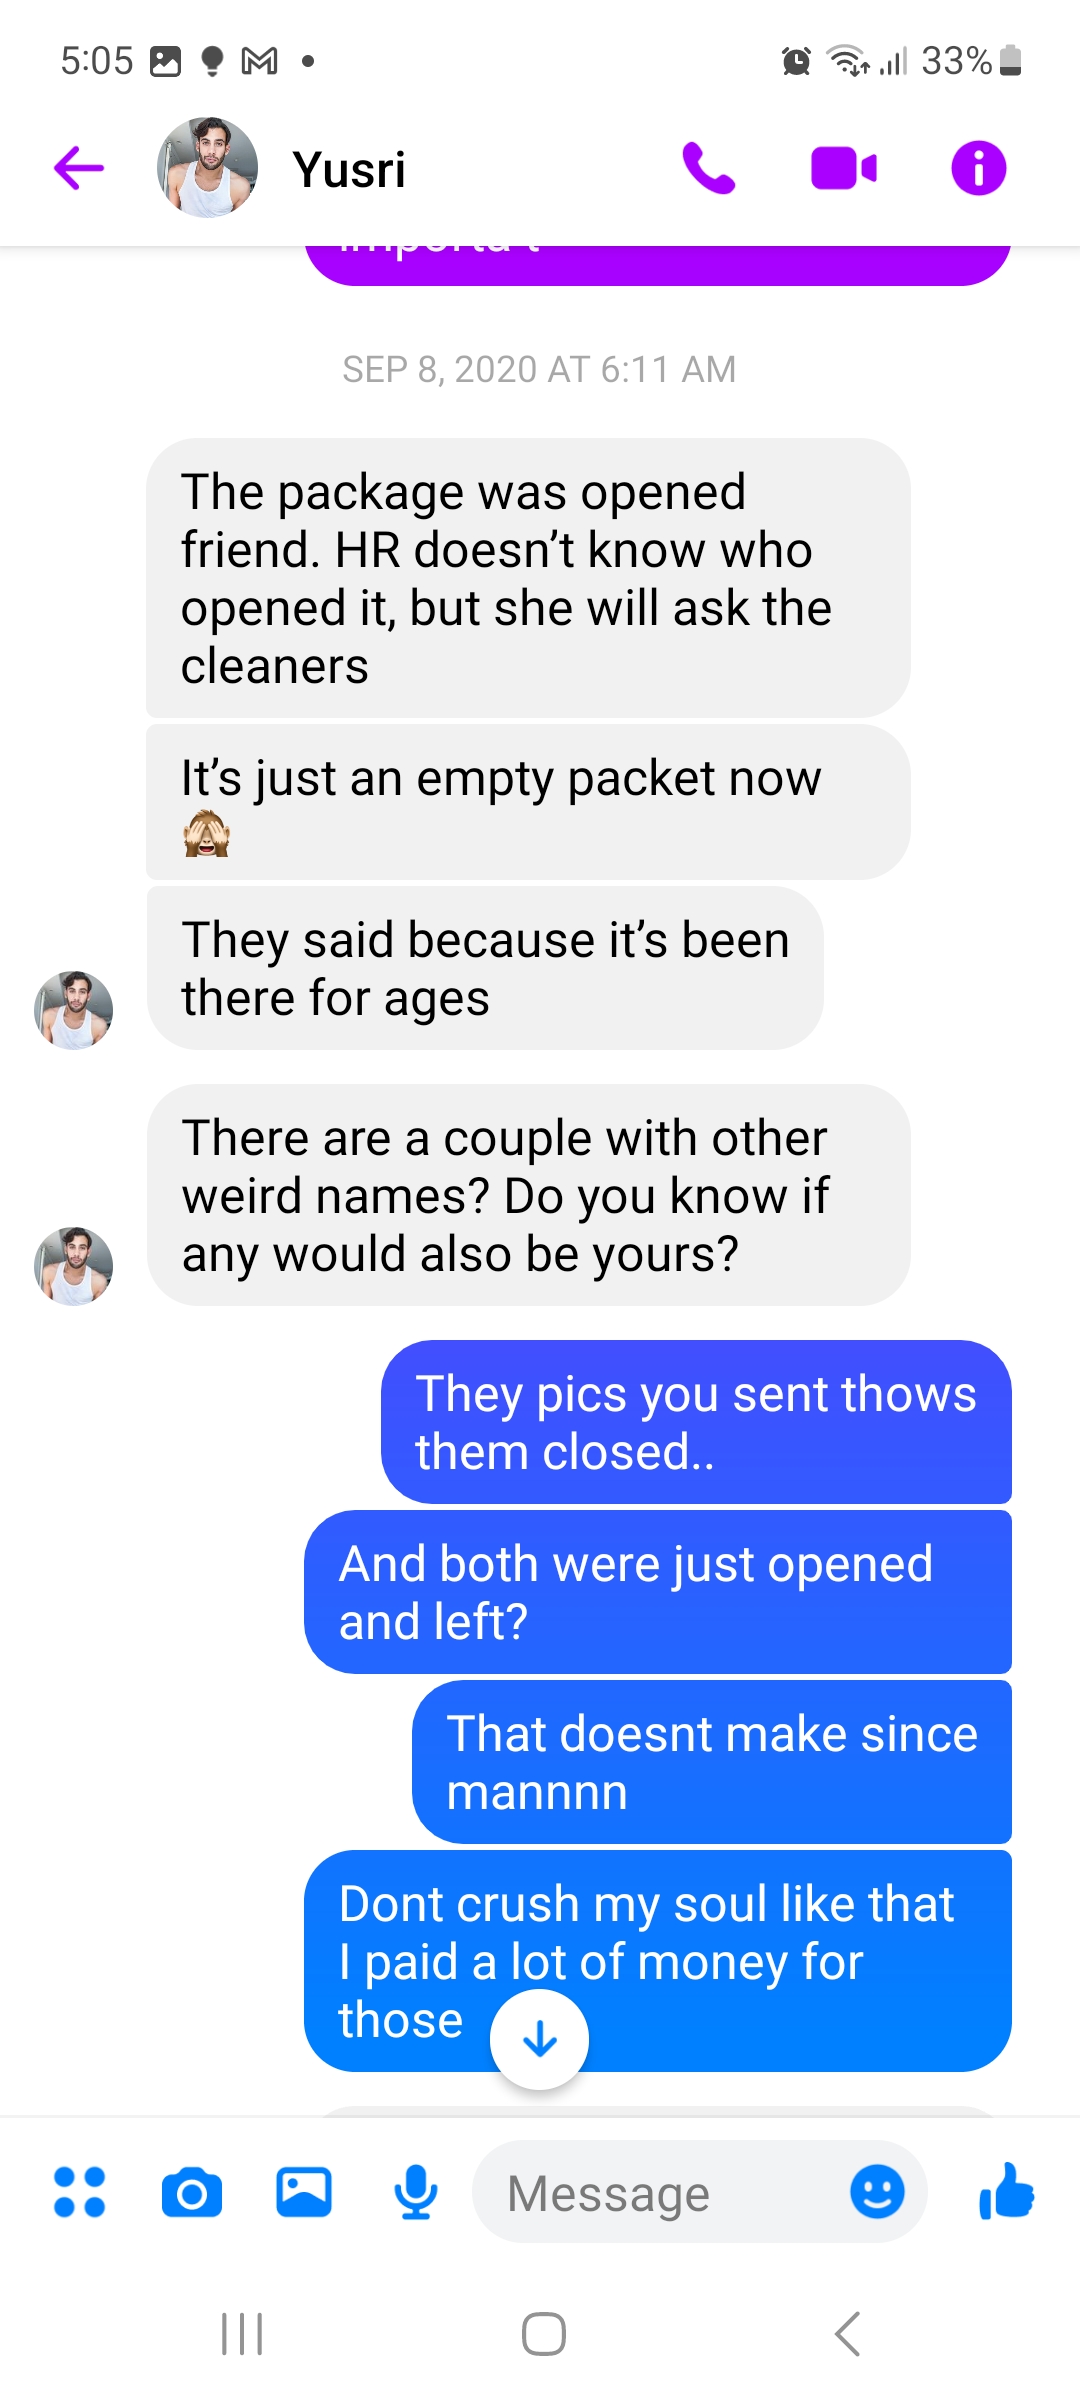 5:05
33%
Yusri
SEP 8, 2020 AT 6:11 AM
The package was opened
friend. HR doesn’t know who
opened it, but she will ask the
cleaners
It’s just an empty packet now
🙈
They said because it’s been
there for ages
There are a couple with other
weird names? Do you know if
any would also be yours?
They pics you sent thows
them closed..
And both were just opened
and left?
That doesnt make since
mannnn
Dont crush my soul like that
I paid a lot of money for
those
Message